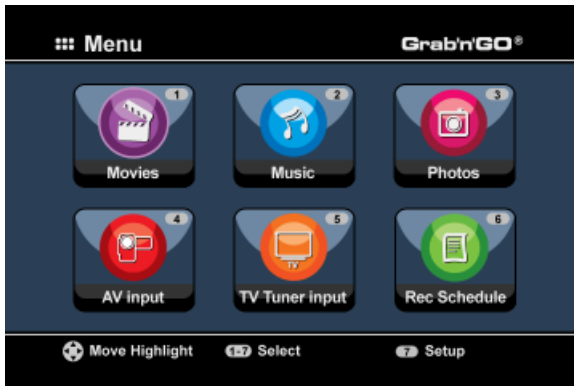 Menu
Grab'n'GO®
1
2
3
Movies
Music
Photos
4
5
6
TV
AV input
TV Tuner input
Rec Schedule
Move Highlight
1-7 Select
7 Setup